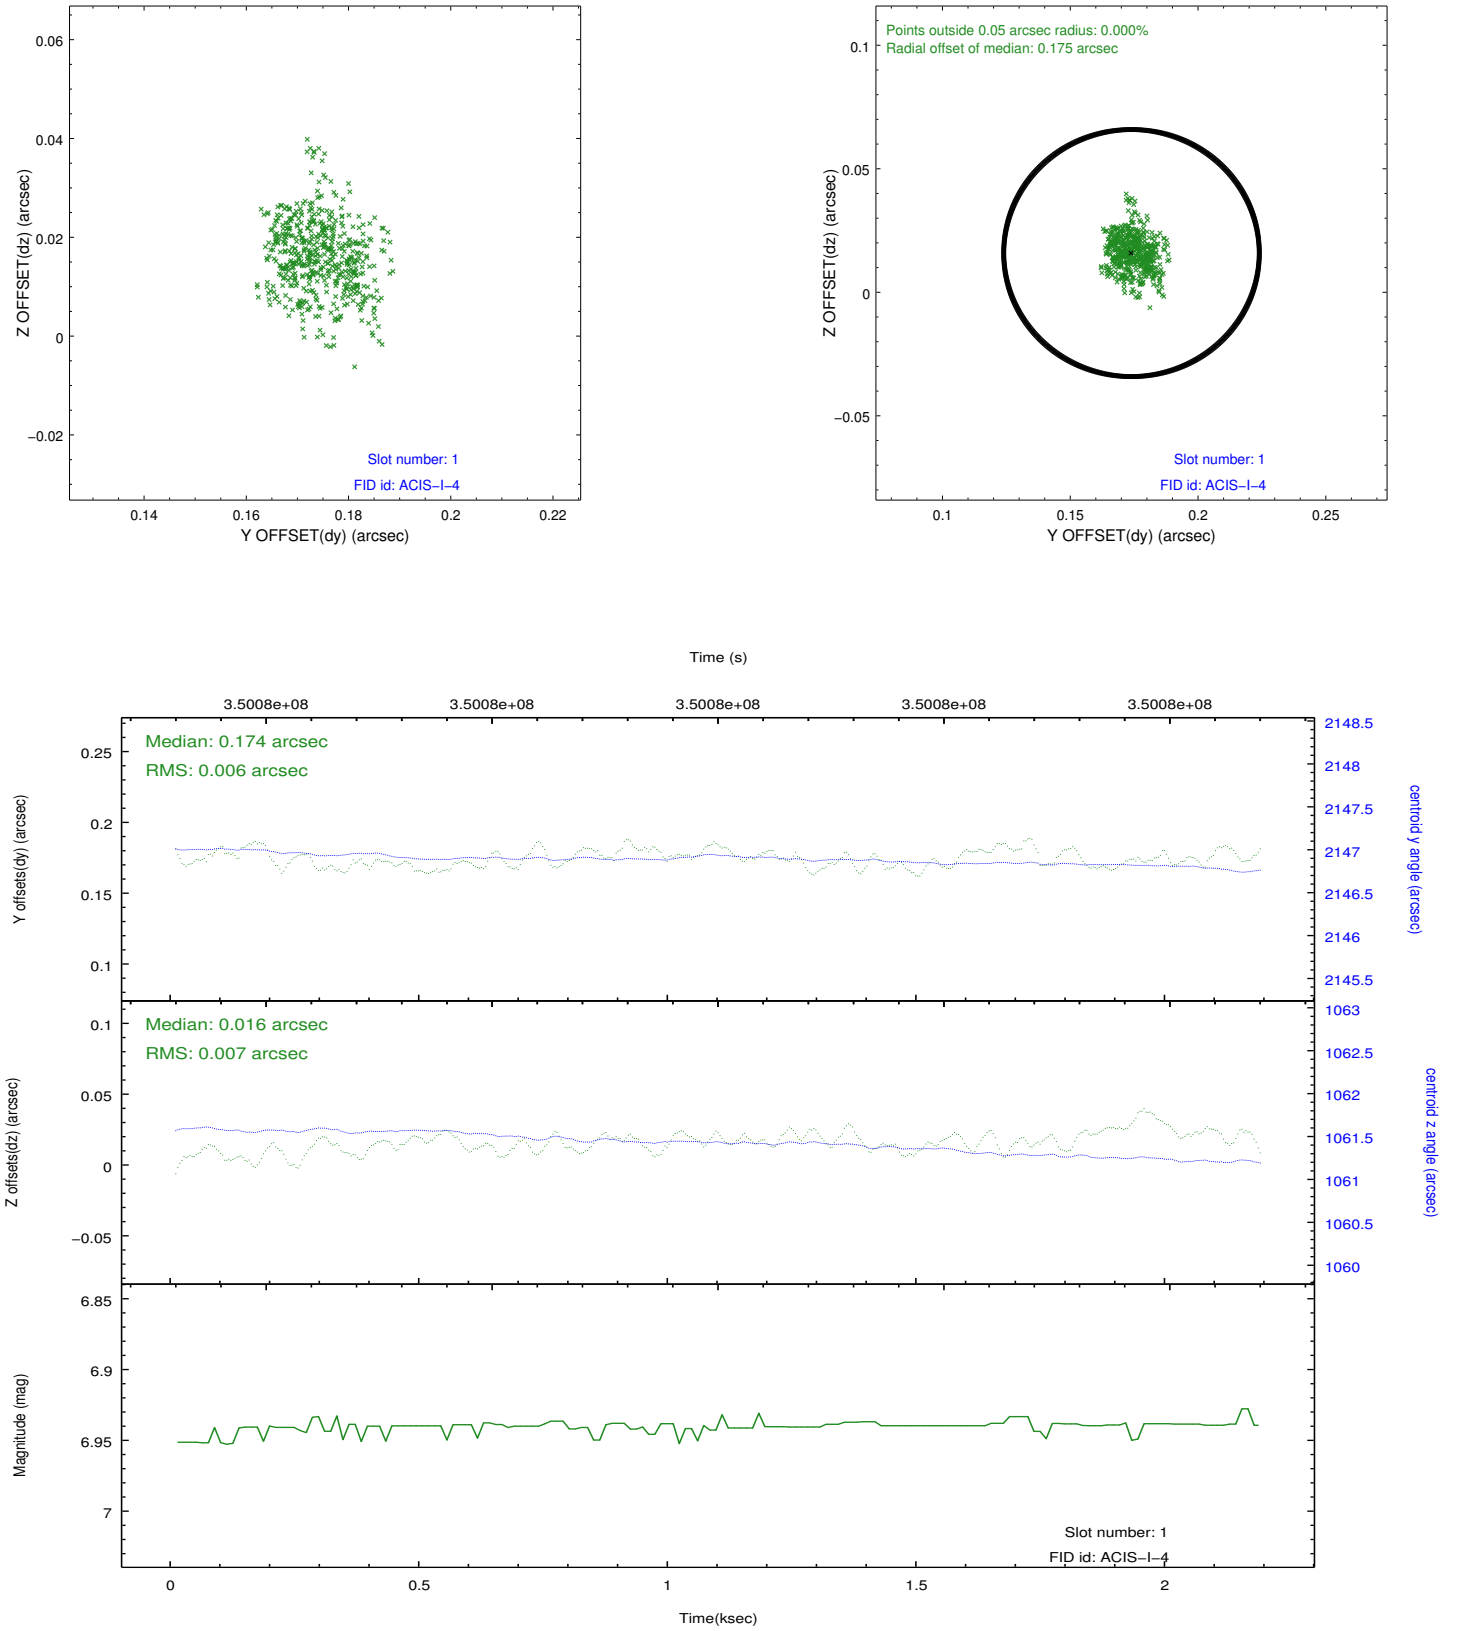 0.06
0.04
0.02
0
−0.02
Z OFFSET(dz) (arcsec)
Slot number: 1
FID id: ACIS−I−4
0.14
0.16
0.18
0.2
0.22
Y OFFSET(dy) (arcsec)
Points outside 0.05 arcsec radius: 0.000%
Radial offset of median: 0.175 arcsec
0.1
0.05
0
−0.05
Z OFFSET(dz) (arcsec)
Slot number: 1
FID id: ACIS−I−4
0.1
0.15
0.2
0.25
Y OFFSET(dy) (arcsec)
Time (s)
3.5008e+08
3.5008e+08
3.5008e+08
3.5008e+08
3.5008e+08
Median: 0.174 arcsec
RMS: 0.006 arcsec
0.25
0.2
0.15
0.1
Y offsets(dy) (arcsec)
2148.5
2148
2147.5
2147
2146.5
2146
2145.5
centroid y angle (arcsec)
Median: 0.016 arcsec
RMS: 0.007 arcsec
0.1
0.05
0
−0.05
Z offsets(dz) (arcsec)
1063
1062.5
1062
1061.5
1061
1060.5
1060
centroid z angle (arcsec)
6.85
6.9
6.95
7
Magnitude (mag)
Slot number: 1
FID id: ACIS−I−4
0
0.5
1
1.5
2
Time(ksec)